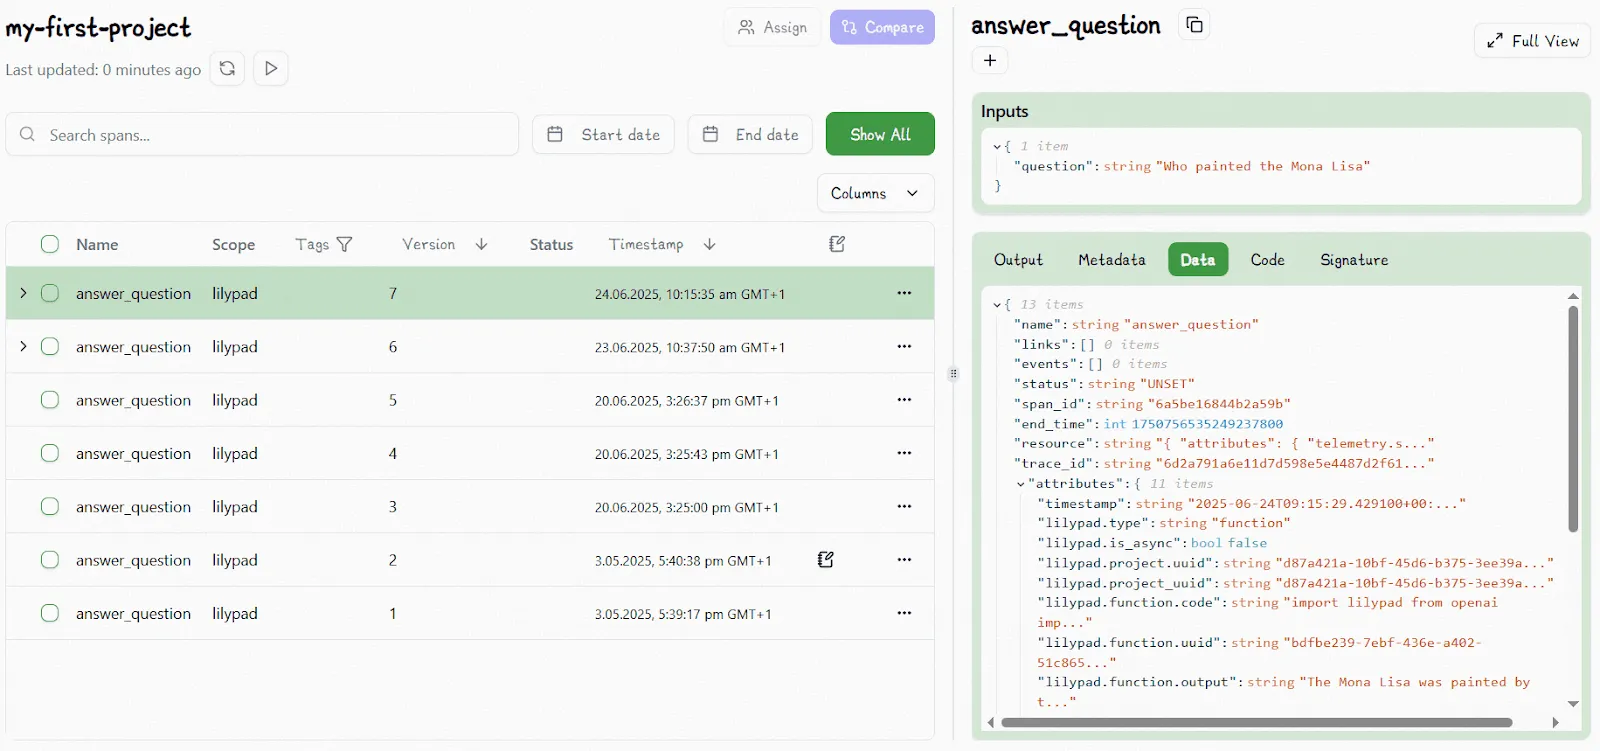 my-first-project
Assign
Compare
Last updated: 0 minutes ago
Search spans...
Start date
End date
Show All
Columns
Name Scope Tags Version Status Timestamp
answer_question lilypad 7 24.06.2025, 10:15:35 am GMT+1
answer_question lilypad 6 23.06.2025, 10:37:50 am GMT+1
answer_question lilypad 5 20.06.2025, 3:26:37 pm GMT+1
answer_question lilypad 4 20.06.2025, 3:25:43 pm GMT+1
answer_question lilypad 3 20.06.2025, 3:25:00 pm GMT+1
answer_question lilypad 2 3.05.2025, 5:40:38 pm GMT+1
answer_question lilypad 1 3.05.2025, 5:39:17 pm GMT+1
answer_question
Full View
Inputs
{ 1 item
"question": string "Who painted the Mona Lisa"
}
Output Metadata Data Code Signature
{ 13 items
"name": string "answer_question"
"links": [] 0 items
"events": [] 0 items
"status": string "UNSET"
"span_id": string "6a5be16844b2a59b"
"end_time": int 1750756535249237800
"resource": string "{ "attributes": { "telemetry.s..."
"trace_id": string "6d2a791a6e11d7d598e5e4487d2f61..."
"attributes": { 11 items
"timestamp": string "2025-06-24T09:15:29.429100+00:..."
"lilypad.type": string "function"
"lilypad.is_async": bool false
"lilypad.project.uuid": string "d87a421a-10bf-45d6-b375-3ee39a..."
"lilypad.project_uuid": string "d87a421a-10bf-45d6-b375-3ee39a..."
"lilypad.function.code": string "import lilypad from openai
imp..."
"lilypad.function.uuid": string "bdfbe239-7ebf-436e-a402-
51c865..."
"lilypad.function.output": string "The Mona Lisa was painted by
t..."